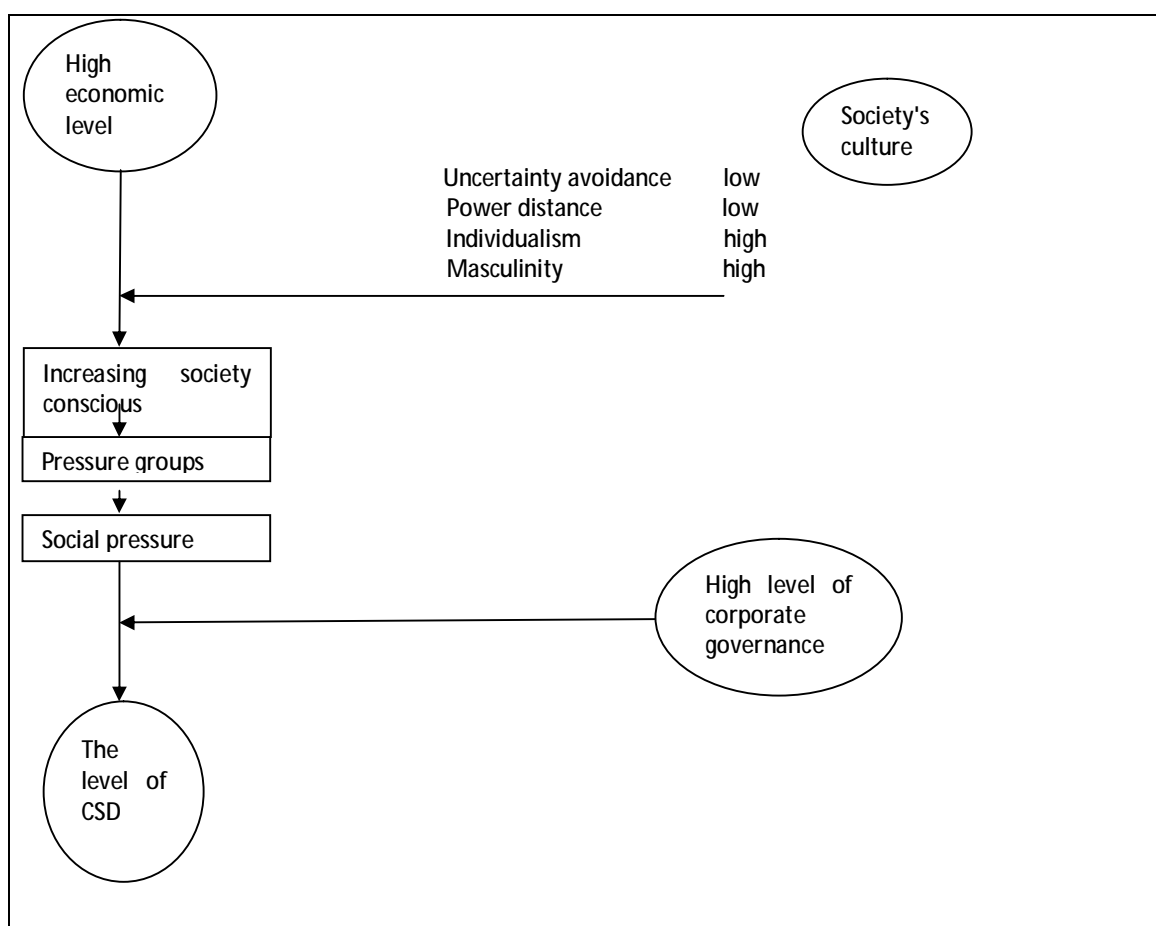 High
economic
level
Society's
culture
Uncertainty avoidance low
Power distance low
Individualism high
Masculinity high
Increasing society
conscious
Pressure groups
Social pressure
High level of
corporate
governance
The
level of
CSD